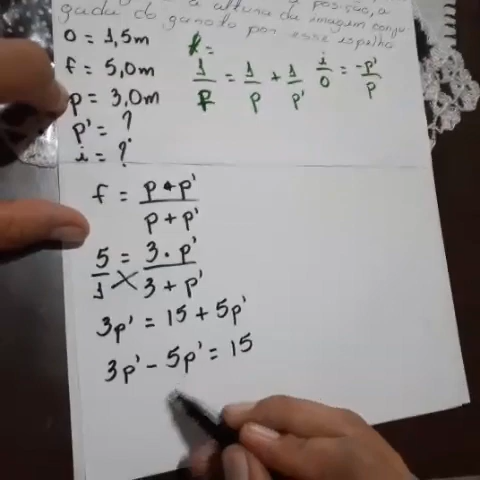 a posição, a
gada do a altura da imagem conju
gado por esse espelho
o = 1,5m
f = 5,0m
p = 3,0m
p' = ?
i = ?
f =
1/f = 1/p + 1/p' i/o = -p'/p
f = p • p' / p + p'
5/1 = 3 . p' / 3 + p'
3p' = 15 + 5p'
3p' - 5p' = 15